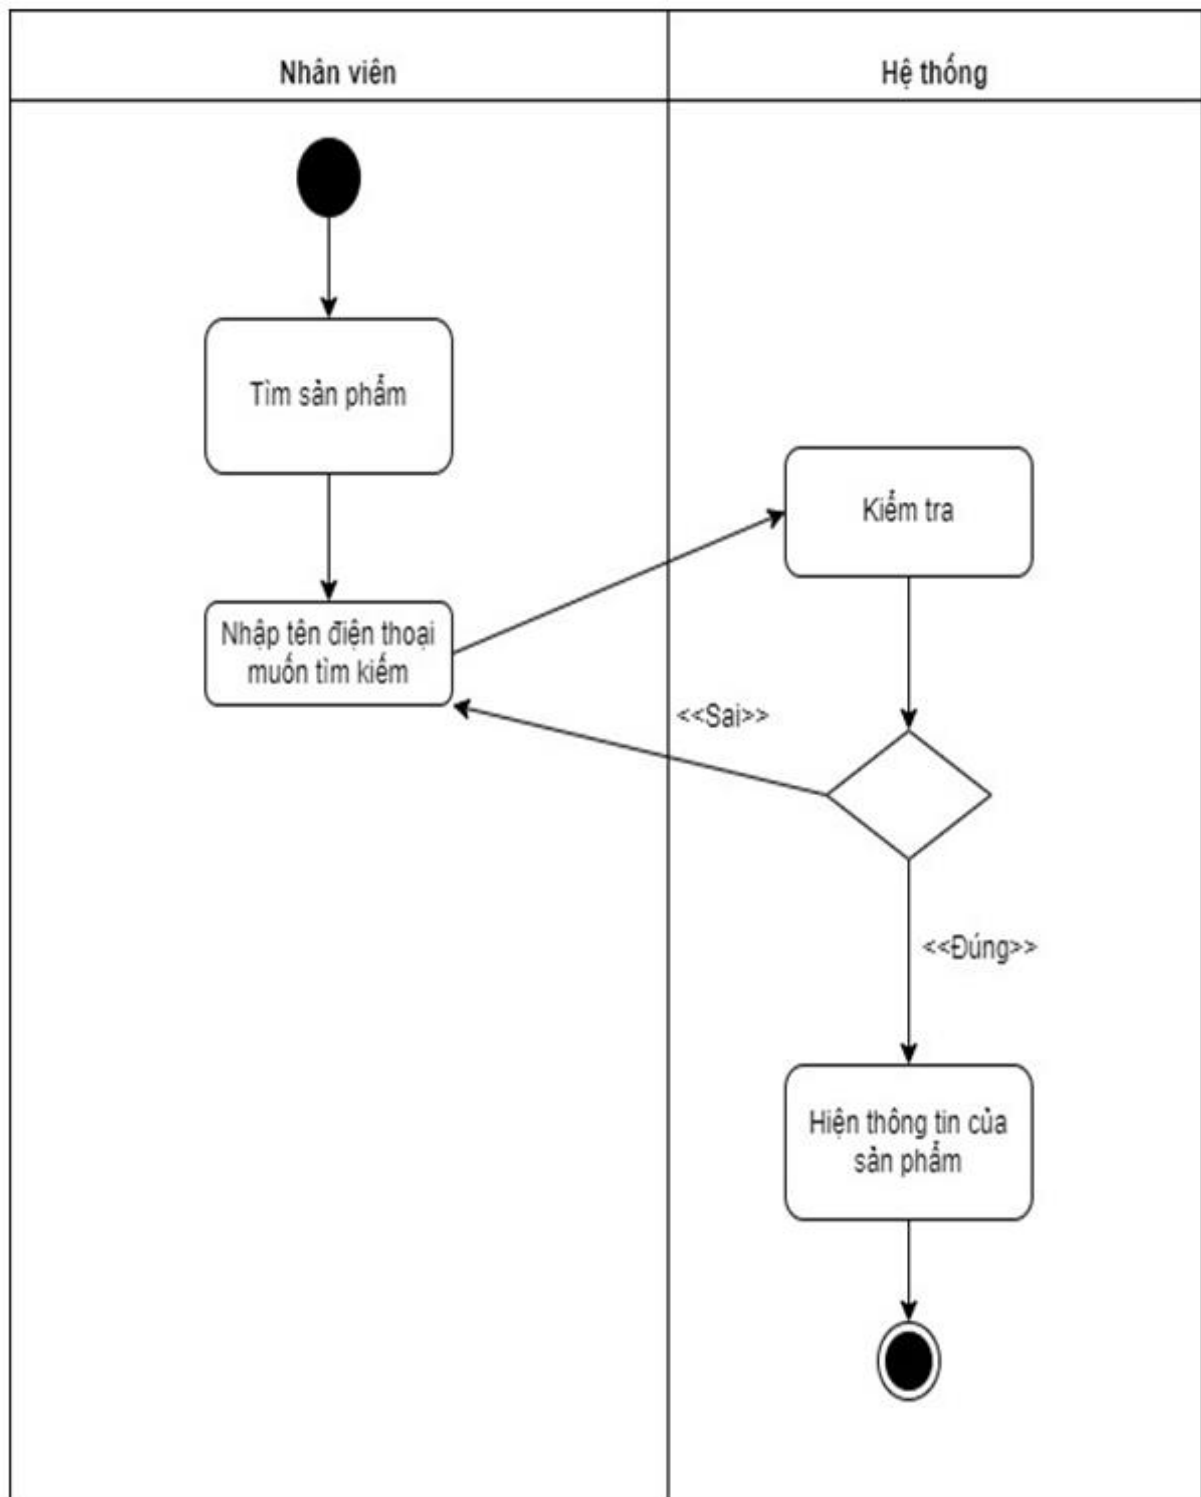 Nhân viên
Hệ thống
Tìm sản phẩm
Nhập tên điện thoại
muốn tìm kiếm
Kiểm tra
<<Sai>>
<<Đúng>>
Hiện thông tin của
sản phẩm